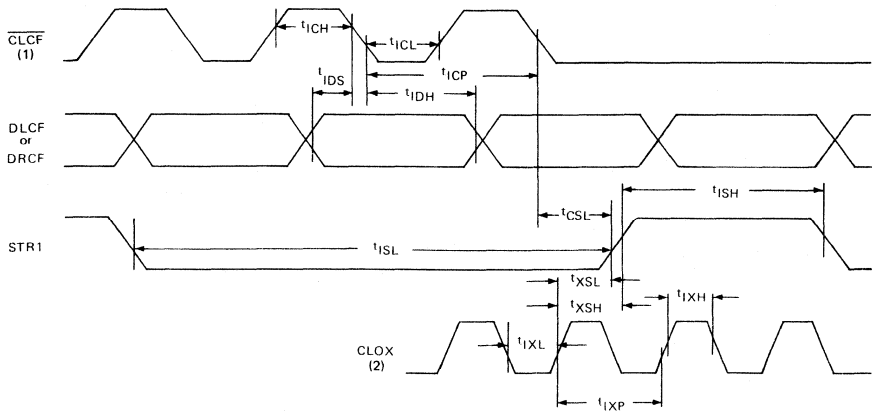 CLCF
(1)
tICH
tICL
tICP
tIDS
tIDH
DLCF
or
DRCF
tISH
tCSL
STR1
tISL
tXSL
tXSH
tIXH
CLOX
(2)
tIXL
tIXP